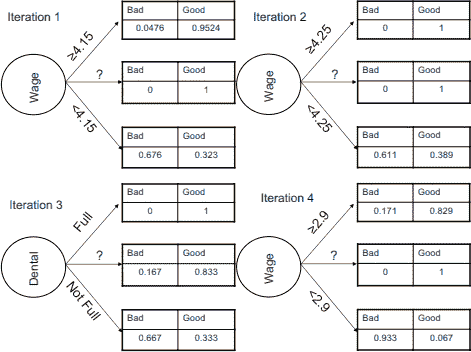 Iteration 1
Wage
≥4.15
Bad Good
0.0476 0.9524
?
Bad Good
0 1
<4.15
Bad Good
0.676 0.323
Iteration 2
Wage
≥4.25
Bad Good
0 1
?
Bad Good
0 1
<4.25
Bad Good
0.611 0.389
Iteration 3
Dental
Full
Bad Good
0 1
?
Bad Good
0.167 0.833
Not Full
Bad Good
0.667 0.333
Iteration 4
Wage
≥2.9
Bad Good
0.171 0.829
?
Bad Good
0 1
<2.9
Bad Good
0.933 0.067